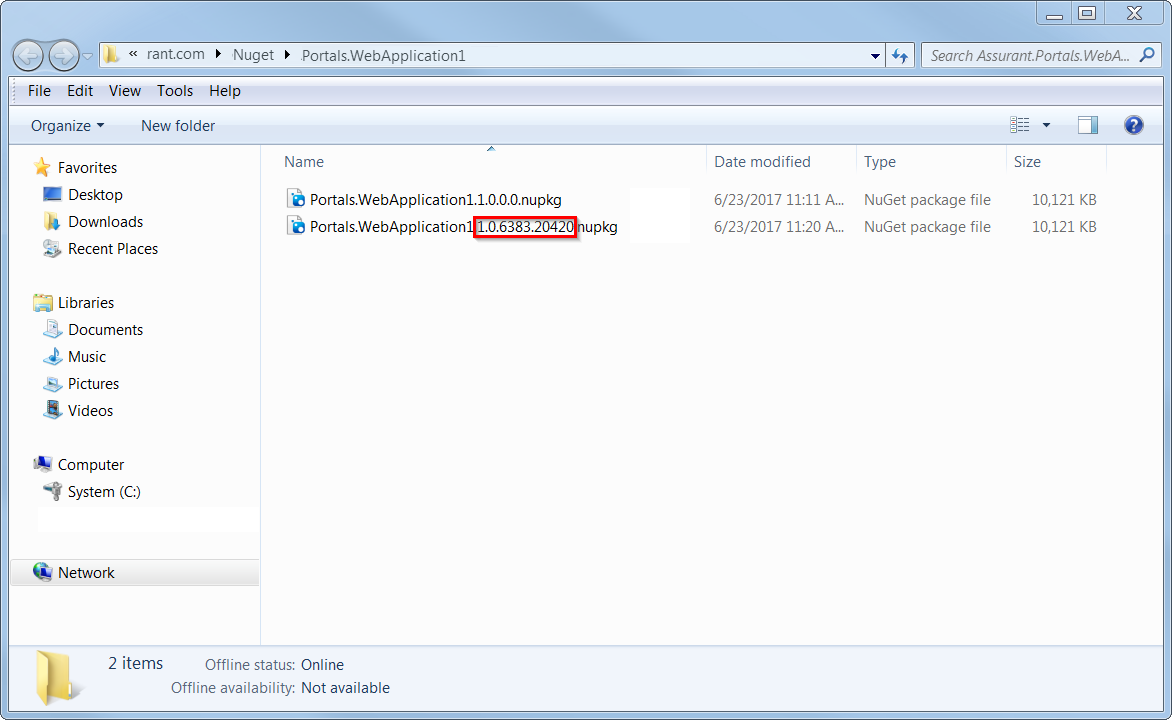 « rant.com Nuget Portals.WebApplication1 Search Assurant.Portals.WebA...
File Edit View Tools Help
Organize New folder
Name Date modified Type Size
Portals.WebApplication1.1.0.0.0.nupkg 6/23/2017 11:11 A... NuGet package file 10,121 KB
Portals.WebApplication1 1.0.6383.20420 nupkg 6/23/2017 11:20 A... NuGet package file 10,121 KB
Favorites
Desktop
Downloads
Recent Places
Libraries
Documents
Music
Pictures
Videos
Computer
System (C:)
Network
2 items Offline status: Online
Offline availability: Not available